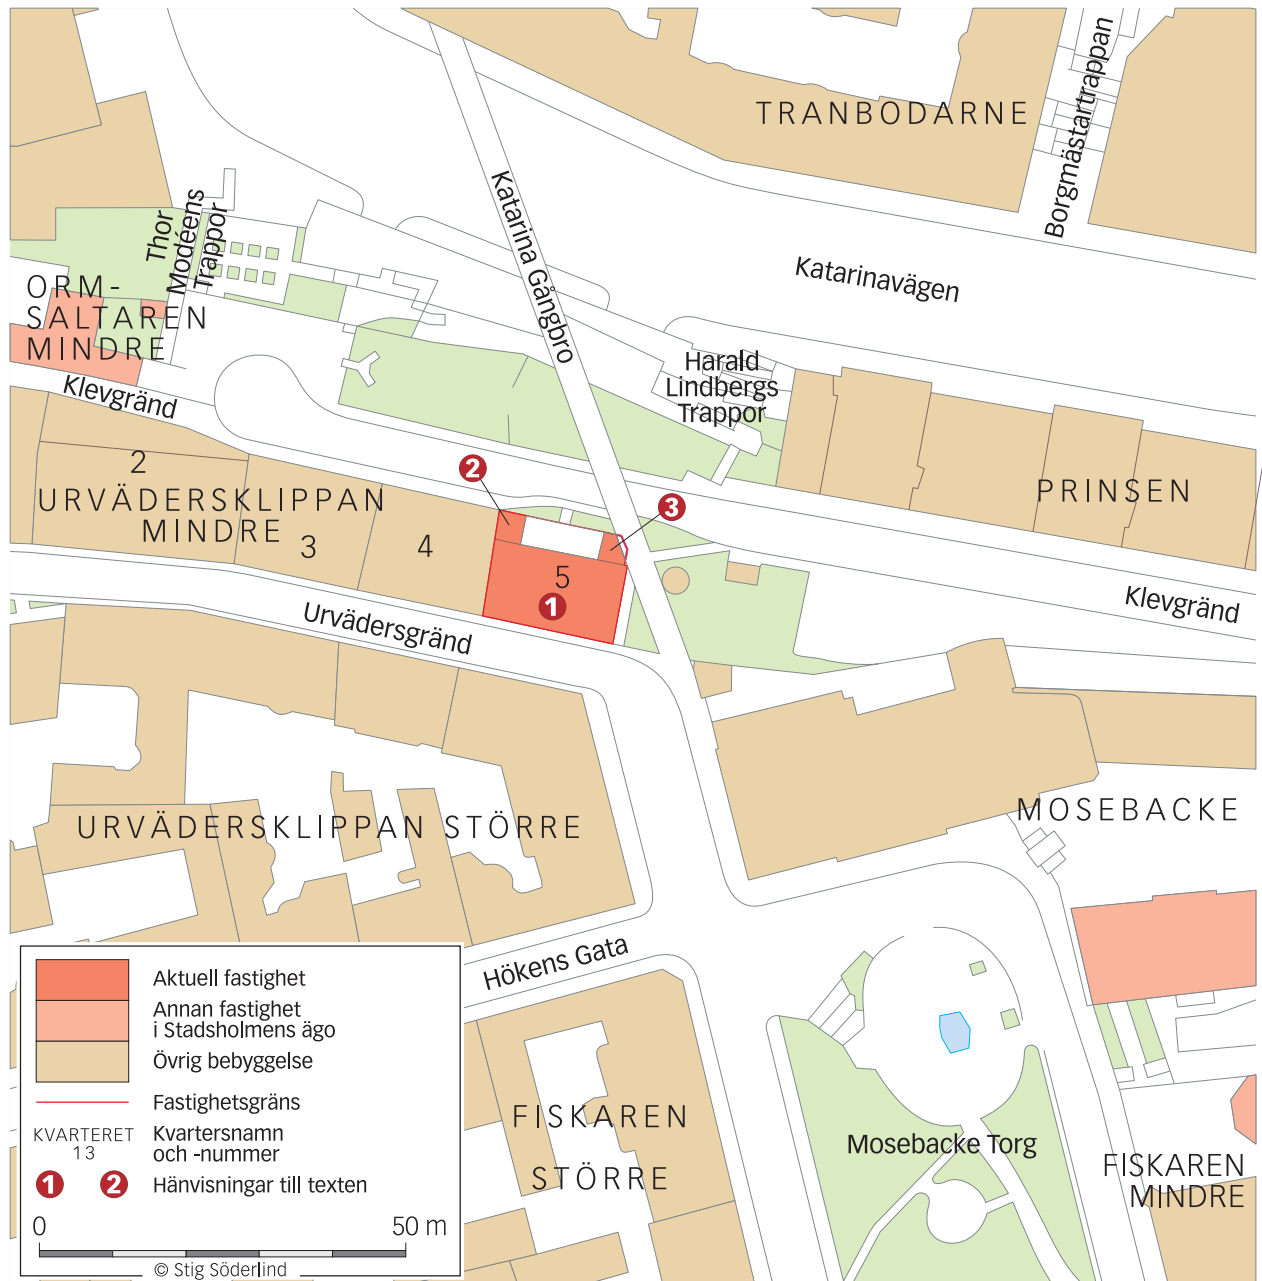 TRANBODARNE
Borgmästartrappan
Katarina Gångbro
Thor
Modéens
Trappor
Katarinavägen
ORM-
SALTAREN
MINDRE
Harald
Lindbergs
Trappor
Klevgränd
2
URVÄDERSKLIPPAN
MINDRE
3
4
2
3
5
1
PRINSEN
Klevgränd
Urvädersgränd
URVÄDERSKLIPPAN STÖRRE
MOSEBACKE
Hökens Gata
FISKAREN
STÖRRE
Mosebacke Torg
FISKAREN
MINDRE
Aktuell fastighet
Annan fastighet
i Stadsholmens ägo
Övrig bebyggelse
Fastighetsgräns
KVARTERET
13
Kvartersnamn
och -nummer
1 2 Hänvisningar till texten
0 50 m
© Stig Söderlind